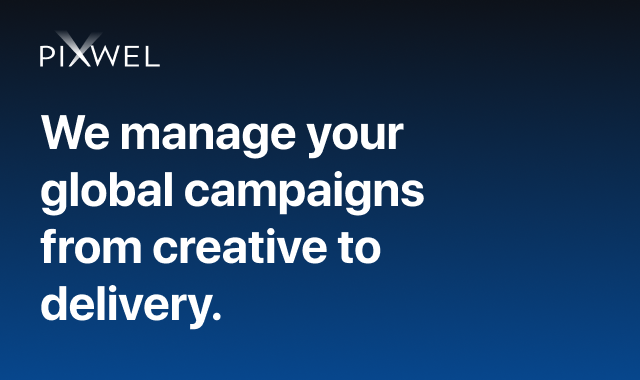 PIXWEL
We manage your
global campaigns
from creative to
delivery.